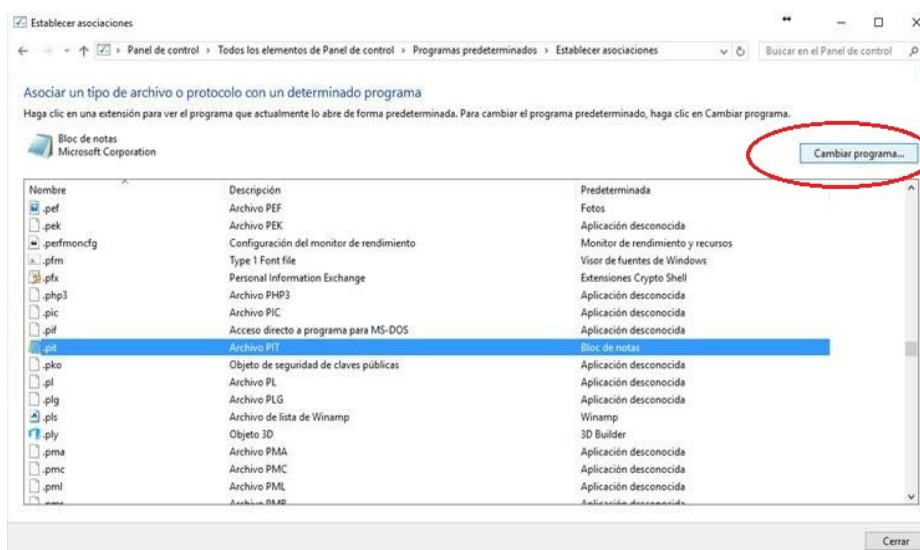 Establecer asociaciones
Panel de control > Todos los elementos de Panel de control > Programas predeterminados > Establecer asociaciones
Buscar en el Panel de control
Asociar un tipo de archivo o protocolo con un determinado programa
Haga clic en una extensión para ver el programa que actualmente lo abre de forma predeterminada. Para cambiar el programa predeterminado, haga clic en Cambiar programa.
Bloc de notas
Microsoft Corporation
Cambiar programa...
Nombre Descripción Predeterminada
.pef Archivo PEF Fotos
.pek Archivo PEK Aplicación desconocida
.perfmoncfg Configuración del monitor de rendimiento Monitor de rendimiento y recursos
.pfm Type 1 Font file Visor de fuentes de Windows
.pfx Personal Information Exchange Extensiones Crypto Shell
.php3 Archivo PHP3 Aplicación desconocida
.pic Archivo PIC Aplicación desconocida
.pif Acceso directo a programa para MS-DOS Aplicación desconocida
.pit Archivo PIT Bloc de notas
.pko Objeto de seguridad de claves públicas Aplicación desconocida
.pl Archivo PL Aplicación desconocida
.plg Archivo PLG Aplicación desconocida
.pls Archivo de lista de Winamp Winamp
.ply Objeto 3D 3D Builder
.pma Archivo PMA Aplicación desconocida
.pmc Archivo PMC Aplicación desconocida
.pml Archivo PML Aplicación desconocida
.pmr Archivo PMR Aplicación desconocida
Cerrar